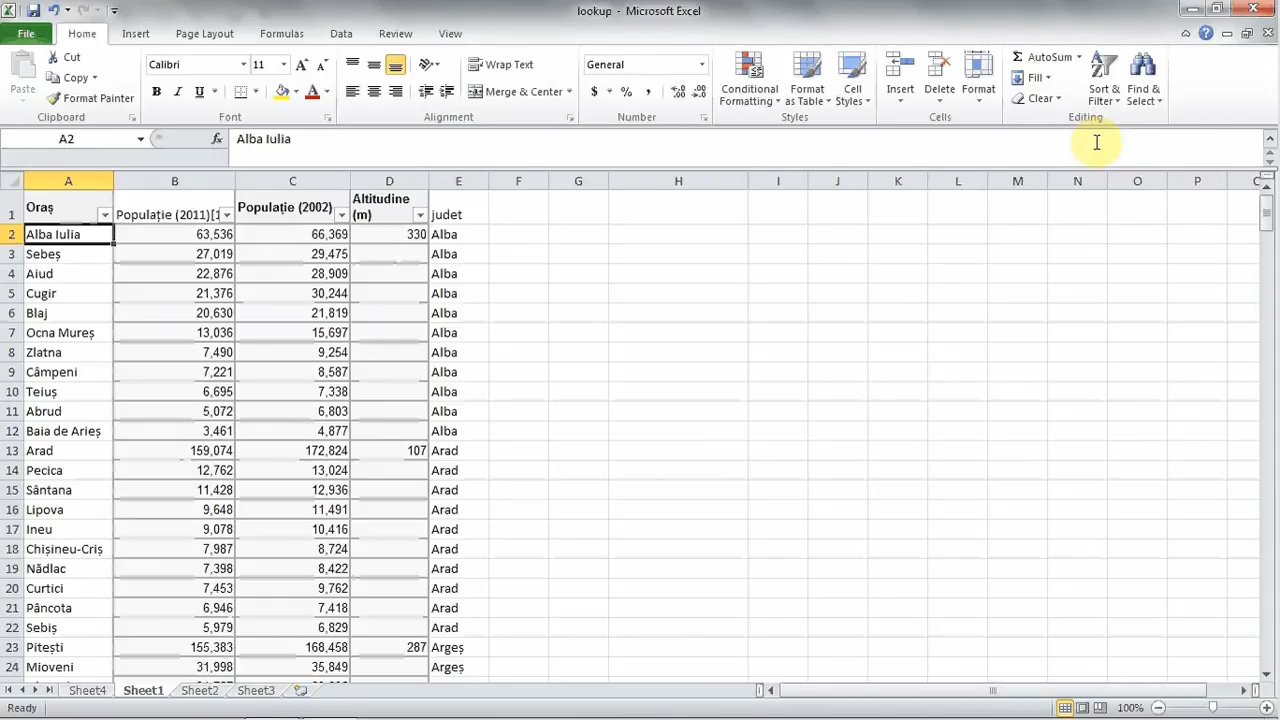 lookup - Microsoft Excel
File Home Insert Page Layout Formulas Data Review View
Cut
Copy
Format Painter
Paste
Clipboard
Calibri 11
B I U
Font
Wrap Text
Merge & Center
Alignment
General
$ % ,
Number
Conditional Formatting
Format as Table
Cell Styles
Styles
Insert
Delete
Format
Cells
AutoSum
Fill
Clear
Sort & Filter
Find & Select
Editing
A2 fx Alba Iulia
A B C D E F G H I J K L M N O P
1 Oraș Populație (2011)[1 Populație (2002) Altitudine (m) judet
2 Alba Iulia 63,536 66,369 330 Alba
3 Sebeș 27,019 29,475 Alba
4 Aiud 22,876 28,909 Alba
5 Cugir 21,376 30,244 Alba
6 Blaj 20,630 21,819 Alba
7 Ocna Mureș 13,036 15,697 Alba
8 Zlatna 7,490 9,254 Alba
9 Câmpeni 7,221 8,587 Alba
10 Teiuș 6,695 7,338 Alba
11 Abrud 5,072 6,803 Alba
12 Baia de Arieș 3,461 4,877 Alba
13 Arad 159,074 172,824 107 Arad
14 Pecica 12,762 13,024 Arad
15 Sântana 11,428 12,936 Arad
16 Lipova 9,648 11,491 Arad
17 Ineu 9,078 10,416 Arad
18 Chișineu-Criș 7,987 8,724 Arad
19 Nădlac 7,398 8,422 Arad
20 Curtici 7,453 9,762 Arad
21 Pâncota 6,946 7,418 Arad
22 Sebiș 5,979 6,829 Arad
23 Pitești 155,383 168,458 287 Argeș
24 Mioveni 31,998 35,849 Argeș
Sheet4 Sheet1 Sheet2 Sheet3
Ready 100%